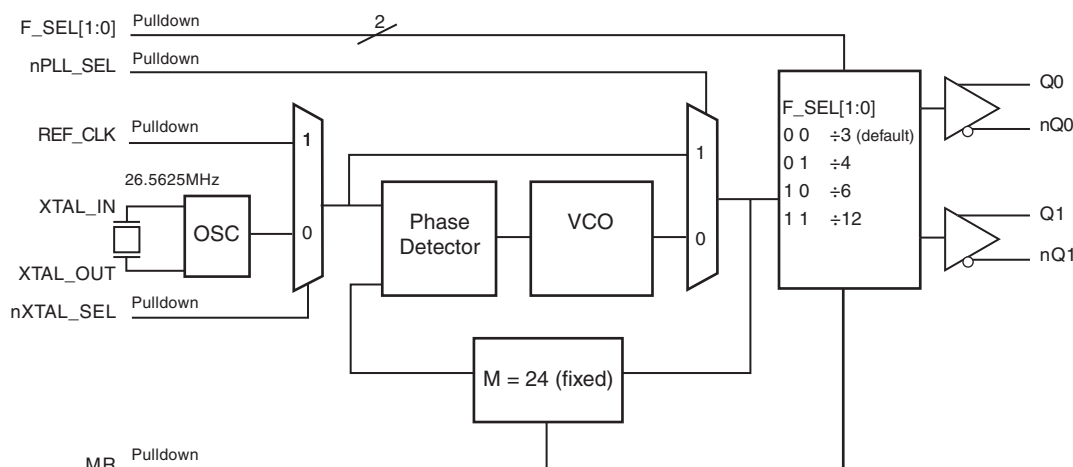 F_SEL[1:0] Pulldown 2
nPLL_SEL Pulldown
REF_CLK Pulldown
26.5625MHz
XTAL_IN
OSC
XTAL_OUT
nXTAL_SEL Pulldown
1
0
Phase
Detector
VCO
1
0
M = 24 (fixed)
F_SEL[1:0]
0 0 ÷3 (default)
0 1 ÷4
1 0 ÷6
1 1 ÷12
Q0
nQ0
Q1
nQ1
MR Pulldown